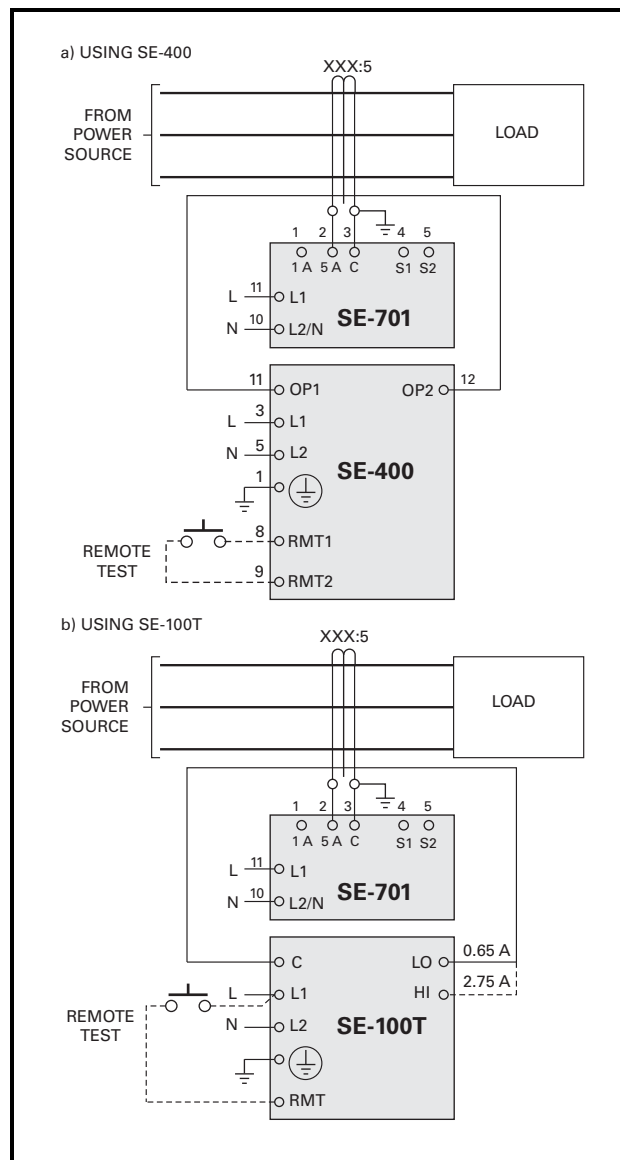 a) USING SE-400
XXX:5
FROM
POWER
SOURCE
LOAD
1 2 3 4 5
1 A 5 A C S1 S2
L 11 L1
SE-701
N 10 L2/N
11 OP1 OP2 12
L 3 L1
N 5 L2
SE-400
1
8 RMT1
REMOTE
TEST
9 RMT2
b) USING SE-100T
XXX:5
FROM
POWER
SOURCE
LOAD
1 2 3 4 5
1 A 5 A C S1 S2
L 11 L1
SE-701
N 10 L2/N
C LO 0.65 A
L L1 HI 2.75 A
REMOTE
TEST
N L2 SE-100T
RMT